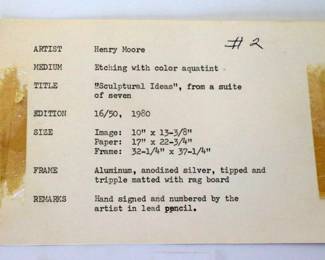 #2
ARTIST Henry Moore
MEDIUM Etching with color aquatint
TITLE "Sculptural Ideas", from a suite
of seven
EDITION 16/50, 1980
SIZE Image: 10" x 13-3/8"
Paper: 17" x 22-3/4"
Frame: 32-1/4" x 37-1/4"
FRAME Aluminum, anodized silver, tipped and
tripple matted with rag board
REMARKS Hand signed and numbered by the
artist in lead pencil.